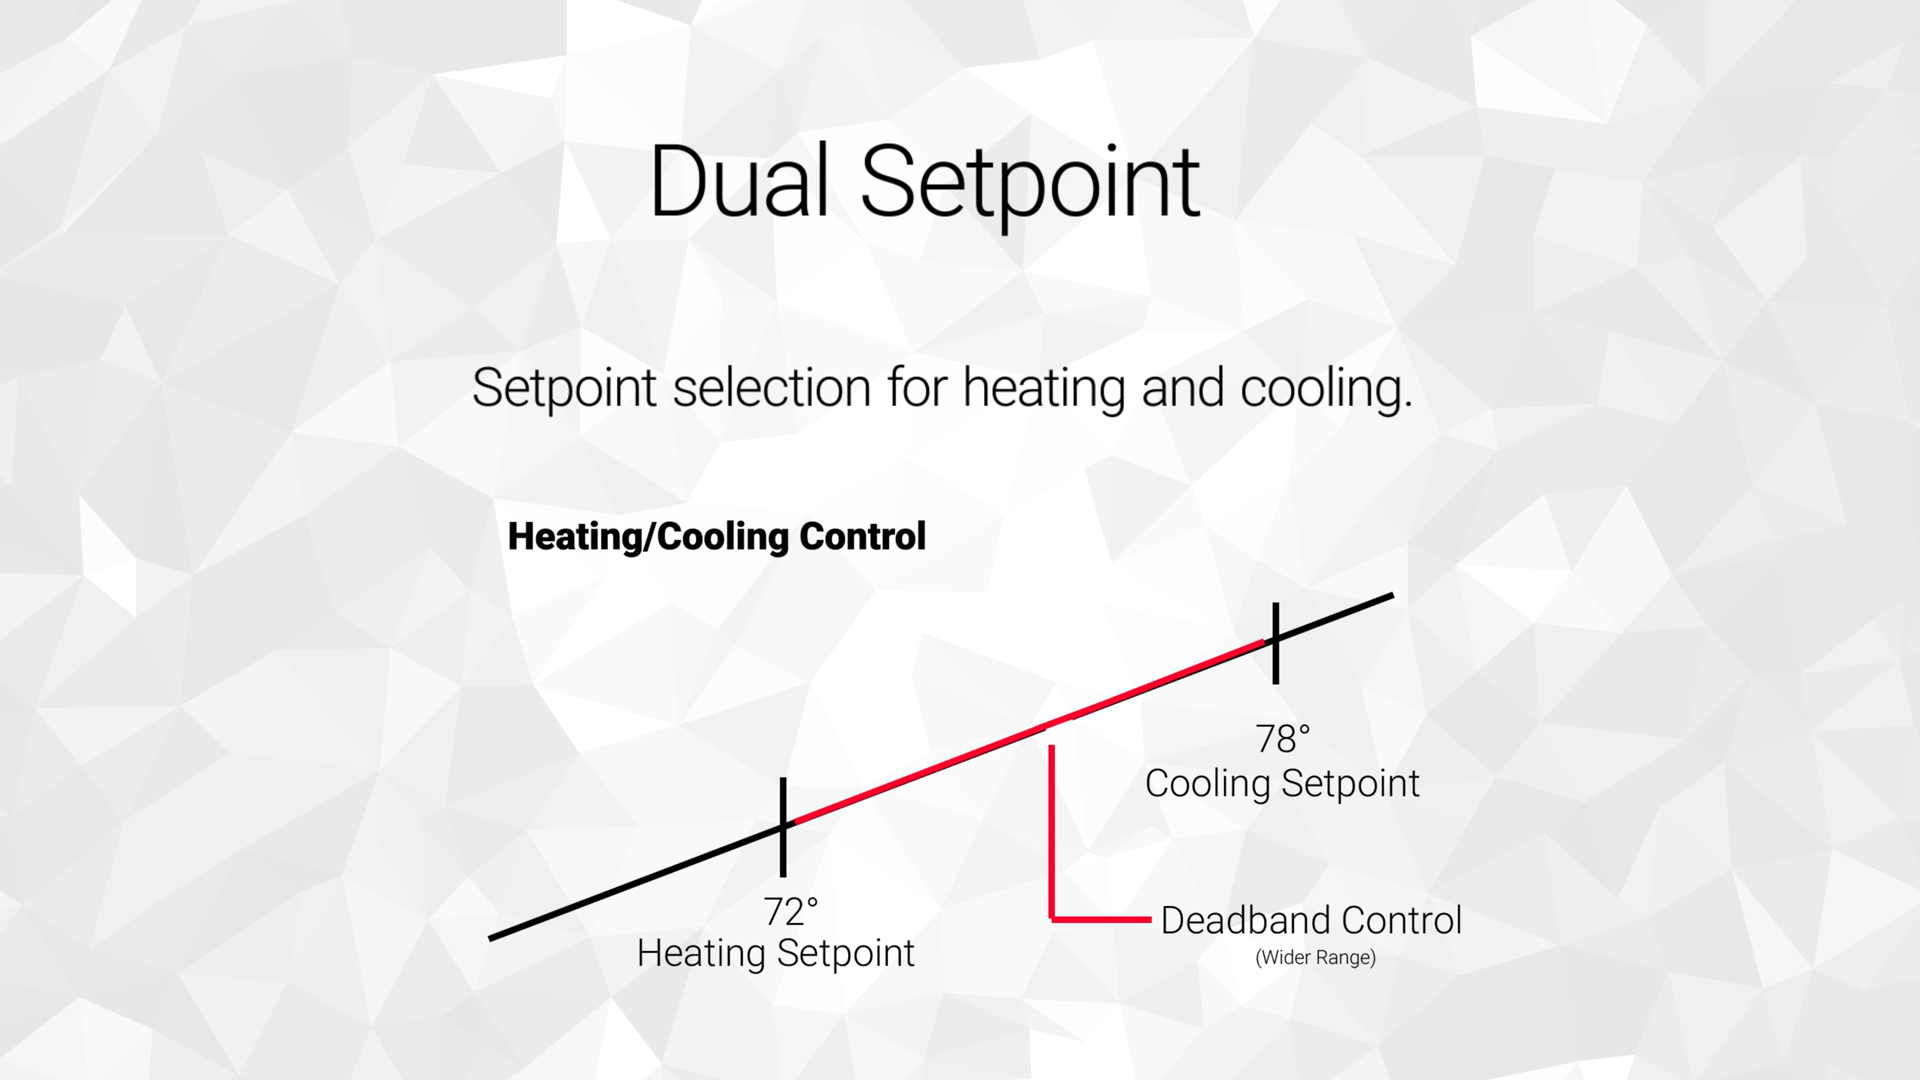 Dual Setpoint
Setpoint selection for heating and cooling.
Heating/Cooling Control
78°
Cooling Setpoint
72°
Heating Setpoint
Deadband Control
(Wider Range)